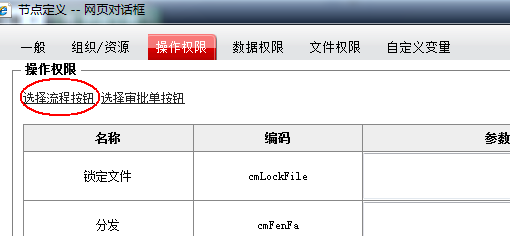 节点定义 -- 网页对话框
一般 组织/资源 操作权限 数据权限 文件权限 自定义变量
操作权限
选择流程按钮 选择审批单按钮
名称 编码 参数
锁定文件 cmLockFile
分发 cmFenFa